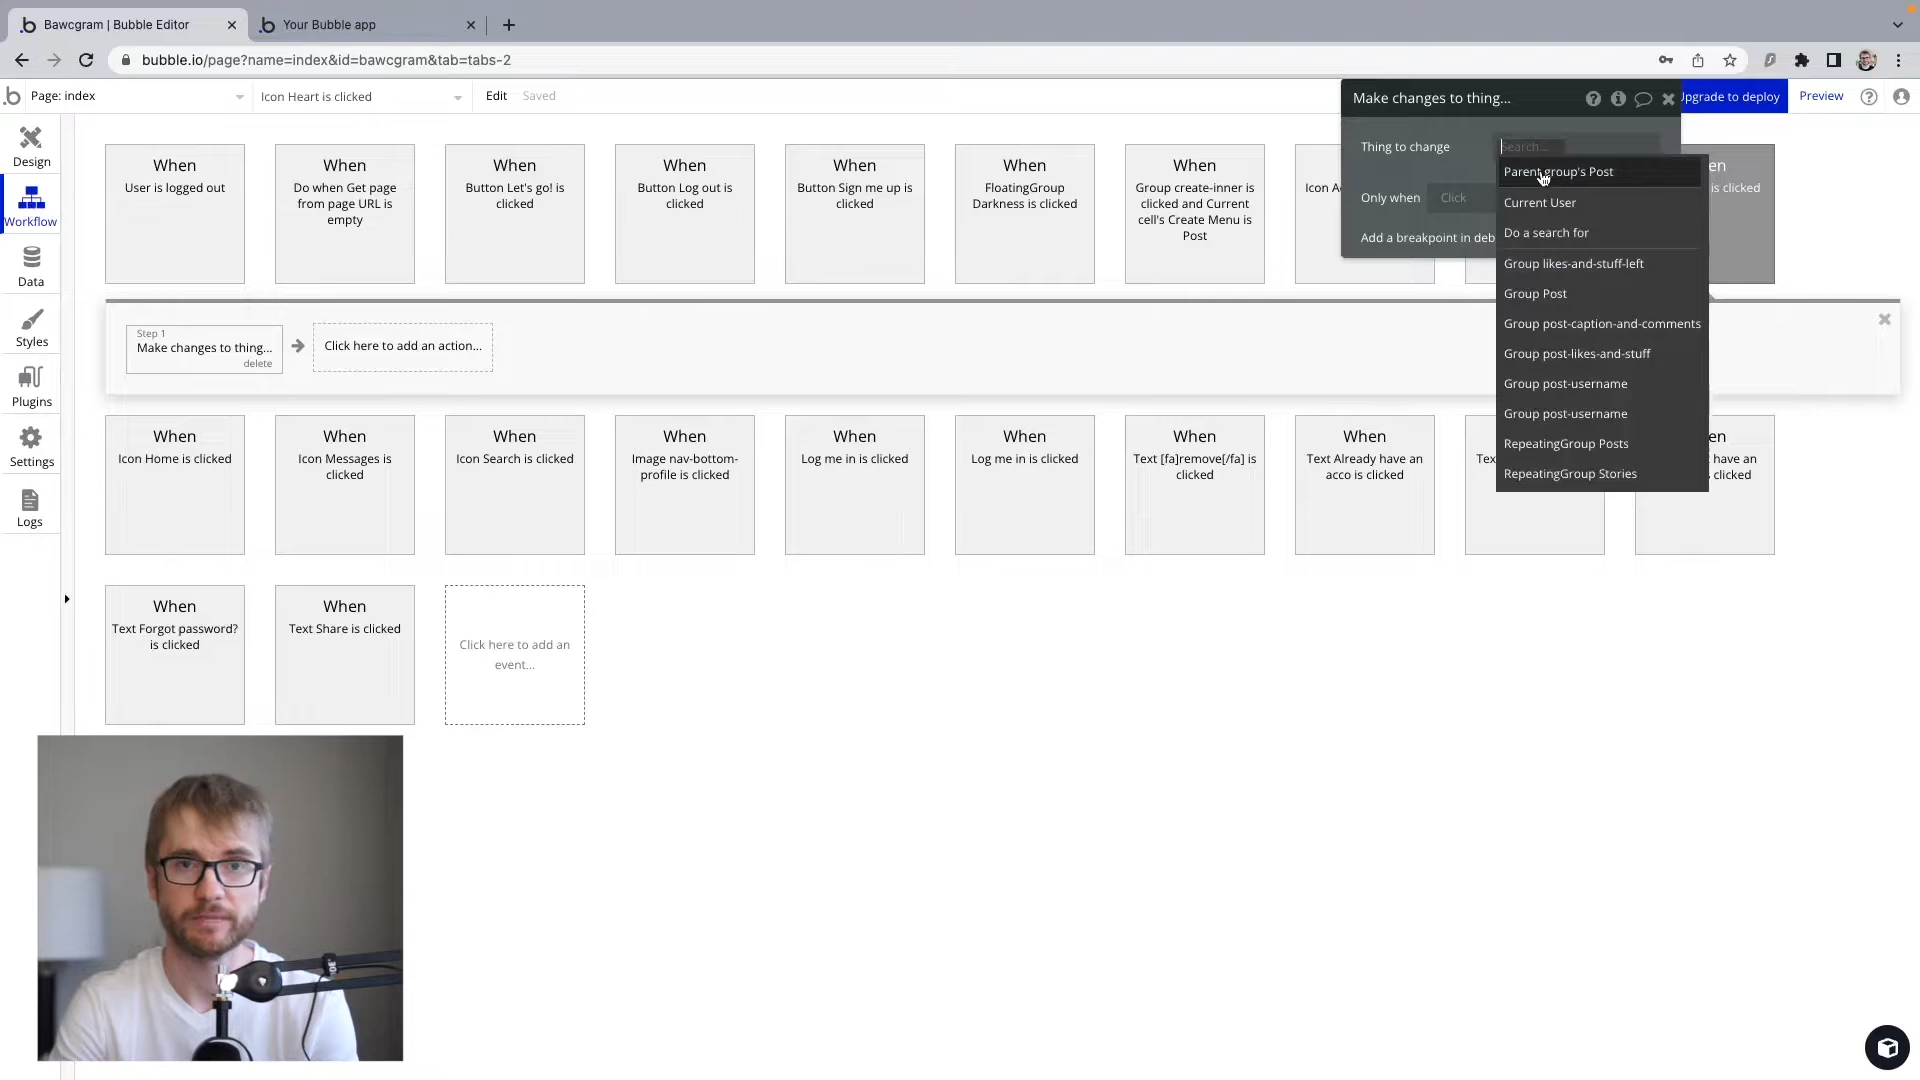 Bawcgram | Bubble Editor
Your Bubble app
bubble.io/page?name=index&id=bawcgram&tab=tabs-2
Page: index
Icon Heart is clicked
Edit
Saved
Upgrade to deploy
Preview
Design
Workflow
Data
Styles
Plugins
Settings
Logs
When
User is logged out
When
Do when Get page
from page URL is
empty
When
Button Let's go! is
clicked
When
Button Log out is
clicked
When
Button Sign me up is
clicked
When
FloatingGroup
Darkness is clicked
When
Group create-inner is
clicked and Current
cell's Create Menu is
Post
is clicked
Make changes to thing...
Thing to change
Search...
Only when
Click
Parent group's Post
Current User
Do a search for
Group likes-and-stuff-left
Group Post
Group post-caption-and-comments
Group post-likes-and-stuff
Group post-username
Group post-username
RepeatingGroup Posts
RepeatingGroup Stories
Step 1
Make changes to thing...
delete
Click here to add an action...
When
Icon Home is clicked
When
Icon Messages is
clicked
When
Icon Search is clicked
When
Image nav-bottom-
profile is clicked
When
Log me in is clicked
When
Log me in is clicked
When
Text [fa]remove[/fa] is
clicked
When
Text Already have an
acco is clicked
have an
clicked
When
Text Forgot password?
is clicked
When
Text Share is clicked
Click here to add an
event...